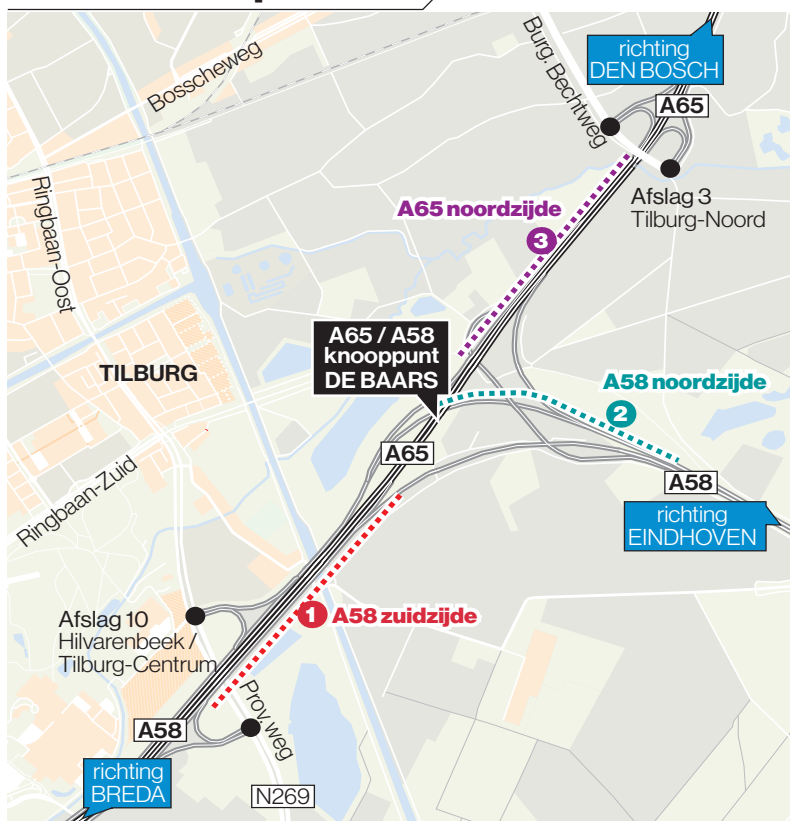 richting
DEN BOSCH
Bosscheweg
Burg. Bechtweg
A65
Ringbaan-Oost
Afslag 3
Tilburg-Noord
A65 noordzijde
3
A65 / A58
knooppunt
DE BAARS
TILBURG
A58 noordzijde
2
A65
Ringbaan-Zuid
A58
richting
EINDHOVEN
1 A58 zuidzijde
Afslag 10
Hilvarenbeek /
Tilburg-Centrum
Prov. weg
A58
richting
BREDA
N269